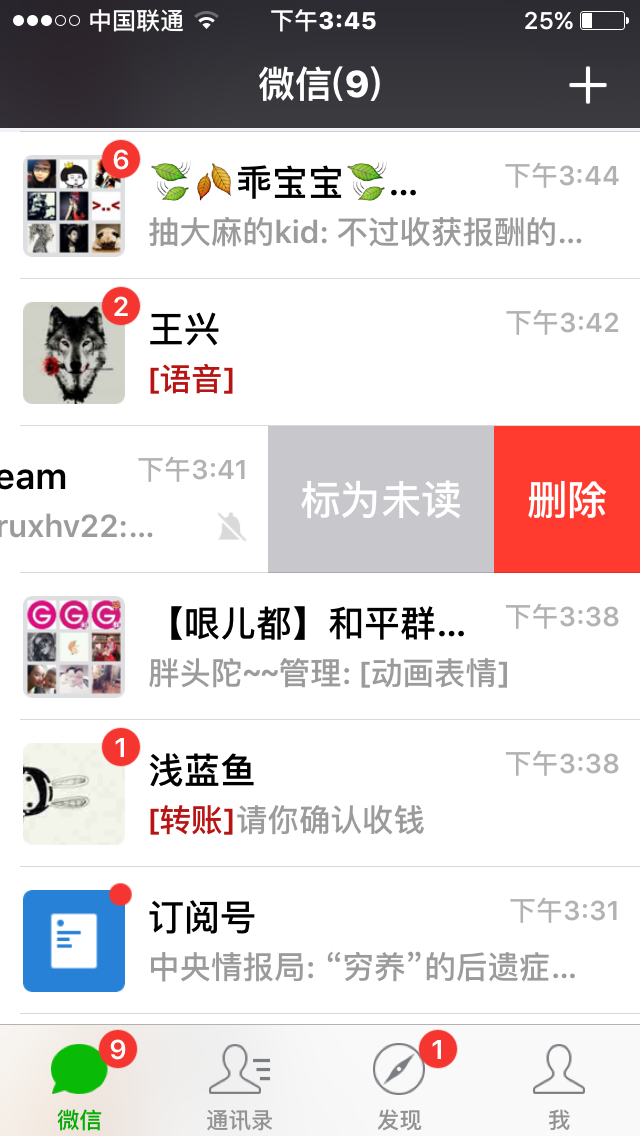 中国联通 下午3:45 25%
微信(9)
6
乖宝宝... 下午3:44
抽大麻的kid: 不过收获报酬的...
>..<
2
王兴 下午3:42
[语音]
eam 下午3:41
ruxhv22:...
标为未读 删除
【哏儿都】和平群... 下午3:38
胖头陀~~管理: [动画表情]
G G G
1
浅蓝鱼 下午3:38
[转账]请你确认收钱
订阅号 下午3:31
中央情报局: “穷养”的后遗症...
9 1
微信 通讯录 发现 我